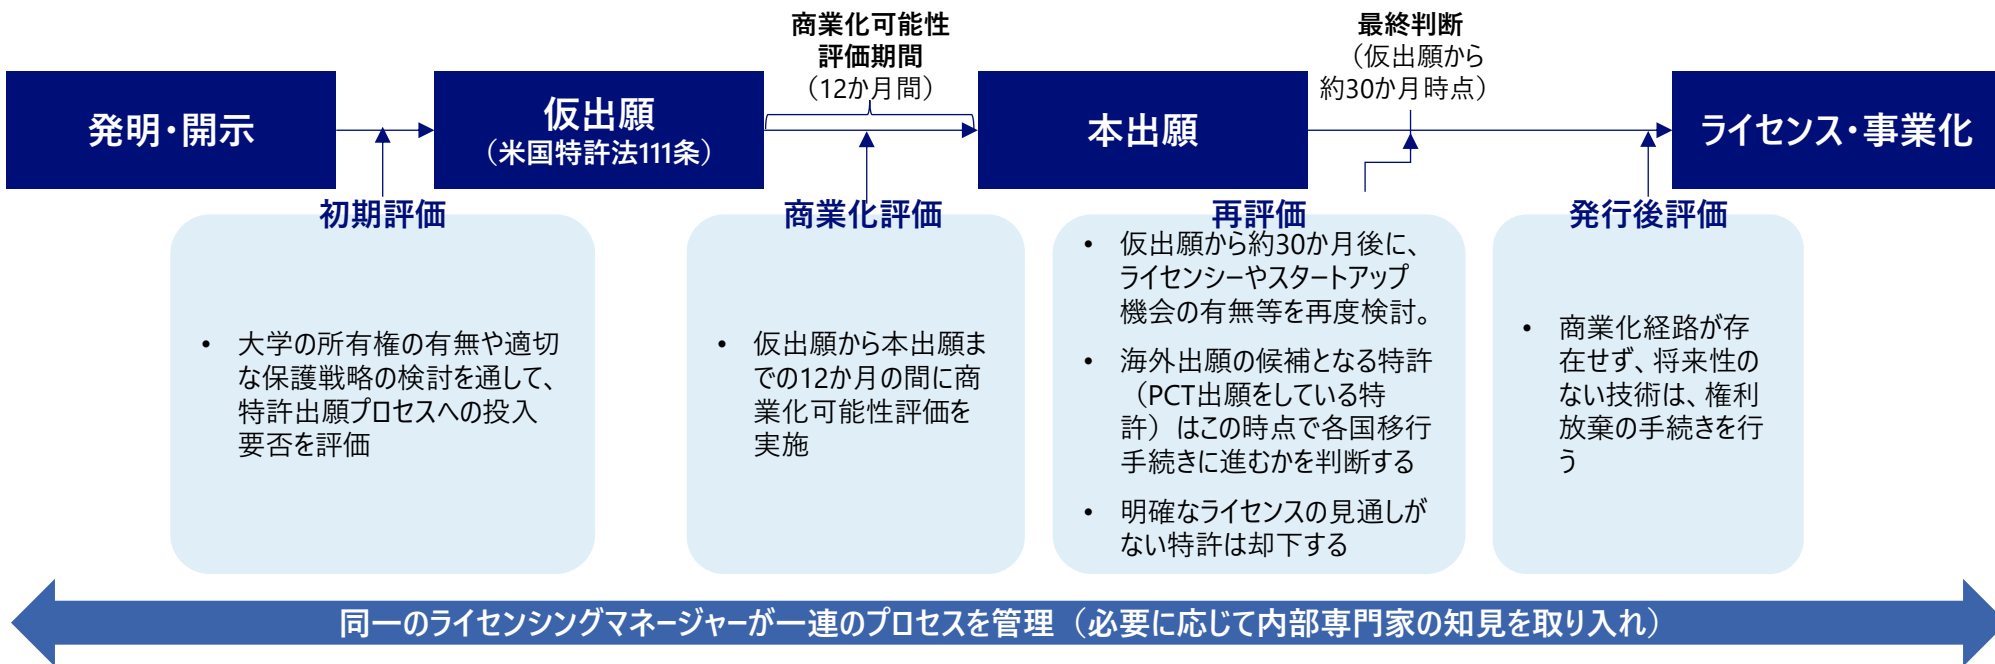 商業化可能性
評価期間
（12か月間）
最終判断
（仮出願から
約30か月時点）
発明・開示
仮出願
（米国特許法111条）
本出願
ライセンス・事業化
初期評価
• 大学の所有権の有無や適切
な保護戦略の検討を通して、
特許出願プロセスへの投入
要否を評価
商業化評価
• 仮出願から本出願ま
での12か月の間に商
業化可能性評価を
実施
再評価
• 仮出願から約30か月後に、
ライセンシーやスタートアップ
機会の有無等を再度検討。
• 海外出願の候補となる特許
（PCT出願をしている特
許）はこの時点で各国移行
手続きに進むかを判断する
• 明確なライセンスの見通しが
ない特許は却下する
発行後評価
• 商業化経路が存
在せず、将来性の
ない技術は、権利
放棄の手続きを行
う
同一のライセンシングマネージャーが一連のプロセスを管理（必要に応じて内部専門家の知見を取り入れ）